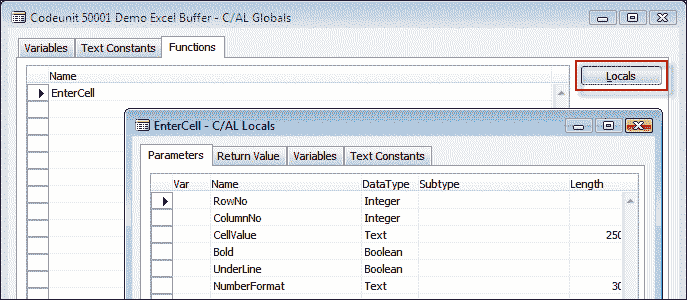 Codeunit 50001 Demo Excel Buffer - C/AL Globals
Variables Text Constants Functions
Name Locals
EnterCell
EnterCell - C/AL Locals
Parameters Return Value Variables Text Constants
Var Name DataType Subtype Length
RowNo Integer
ColumnNo Integer
CellValue Text 250
Bold Boolean
UnderLine Boolean
NumberFormat Text 30